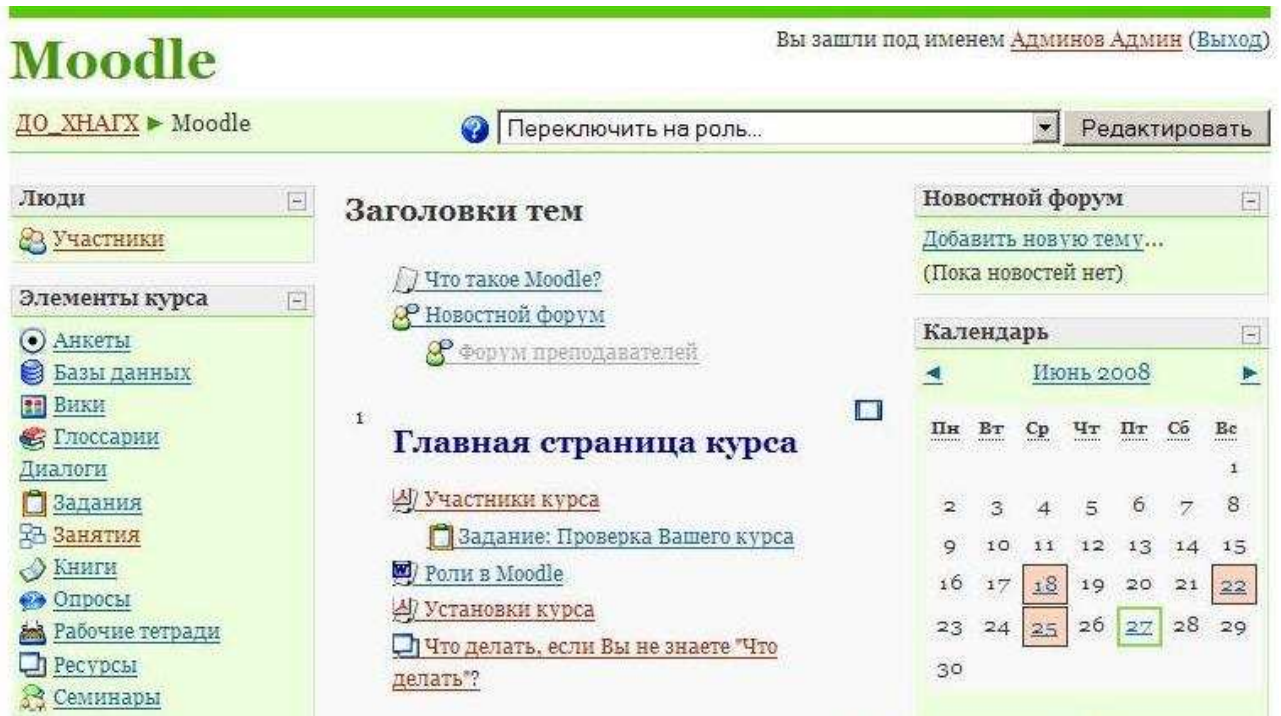 Moodle
Вы зашли под именем Админов Админ (Выход)
ДО_ХНАГХ ► Moodle
Переключить на роль...
Редактировать
Люди
Участники
Элементы курса
Анкеты
Базы данных
Вики
Глоссарии
Диалоги
Задания
Занятия
Книги
Опросы
Рабочие тетради
Ресурсы
Семинары
Заголовки тем
Что такое Moodle?
Новостной форум
Форум преподавателей
1
Главная страница курса
Участники курса
Задание: Проверка Вашего курса
Роли в Moodle
Установки курса
Что делать, если Вы не знаете "Что
делать"?
Новостной форум
Добавить новую тему...
(Пока новостей нет)
Календарь
◄ Июнь 2008 ►
Пн Вт Ср Чт Пт Сб Вс
1
2 3 4 5 6 7 8
9 10 11 12 13 14 15
16 17 18 19 20 21 22
23 24 25 26 27 28 29
30